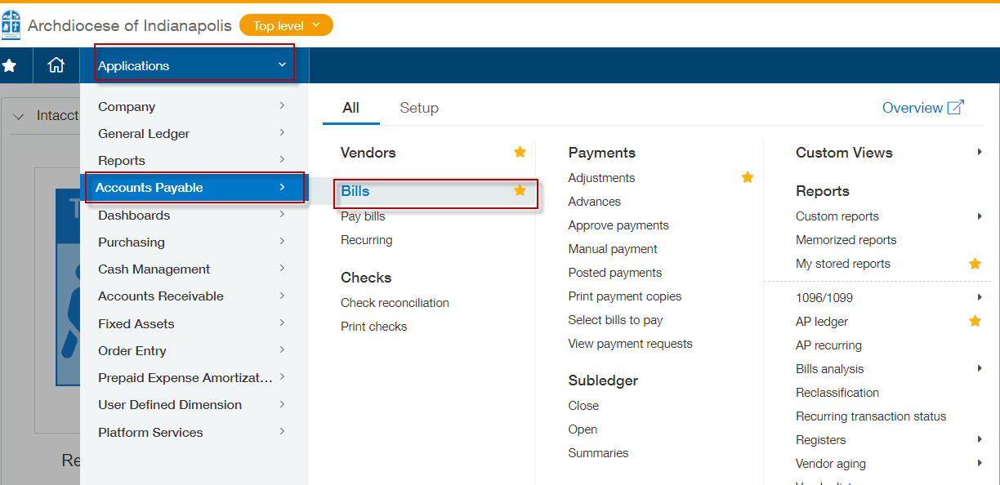 Archdiocese of Indianapolis
Top level
Applications
Intacct
Company
General Ledger
Reports
Accounts Payable
Dashboards
Purchasing
Cash Management
Accounts Receivable
Fixed Assets
Order Entry
Prepaid Expense Amortizat...
User Defined Dimension
Platform Services
All
Setup
Overview
Vendors
Bills
Pay bills
Recurring
Checks
Check reconciliation
Print checks
Payments
Adjustments
Advances
Approve payments
Manual payment
Posted payments
Print payment copies
Select bills to pay
View payment requests
Subledger
Close
Open
Summaries
Custom Views
Reports
Custom reports
Memorized reports
My stored reports
1096/1099
AP ledger
AP recurring
Bills analysis
Reclassification
Recurring transaction status
Registers
Vendor aging